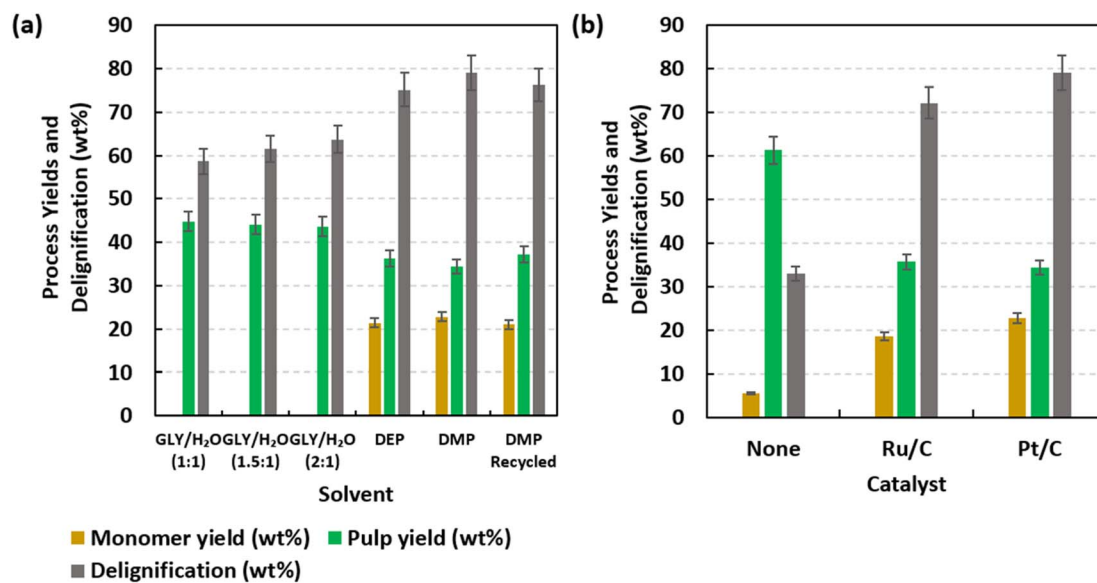 (a)
Process Yields and
Delignification (wt%)
90
80
70
60
50
40
30
20
10
0
GLY/H₂O GLY/H₂O GLY/H₂O DEP DMP DMP
(1:1) (1.5:1) (2:1) Recycled
Solvent
(b)
Process Yields and
Delignification (wt%)
90
80
70
60
50
40
30
20
10
0
None Ru/C Pt/C
Catalyst
Monomer yield (wt%) Pulp yield (wt%)
Delignification (wt%)